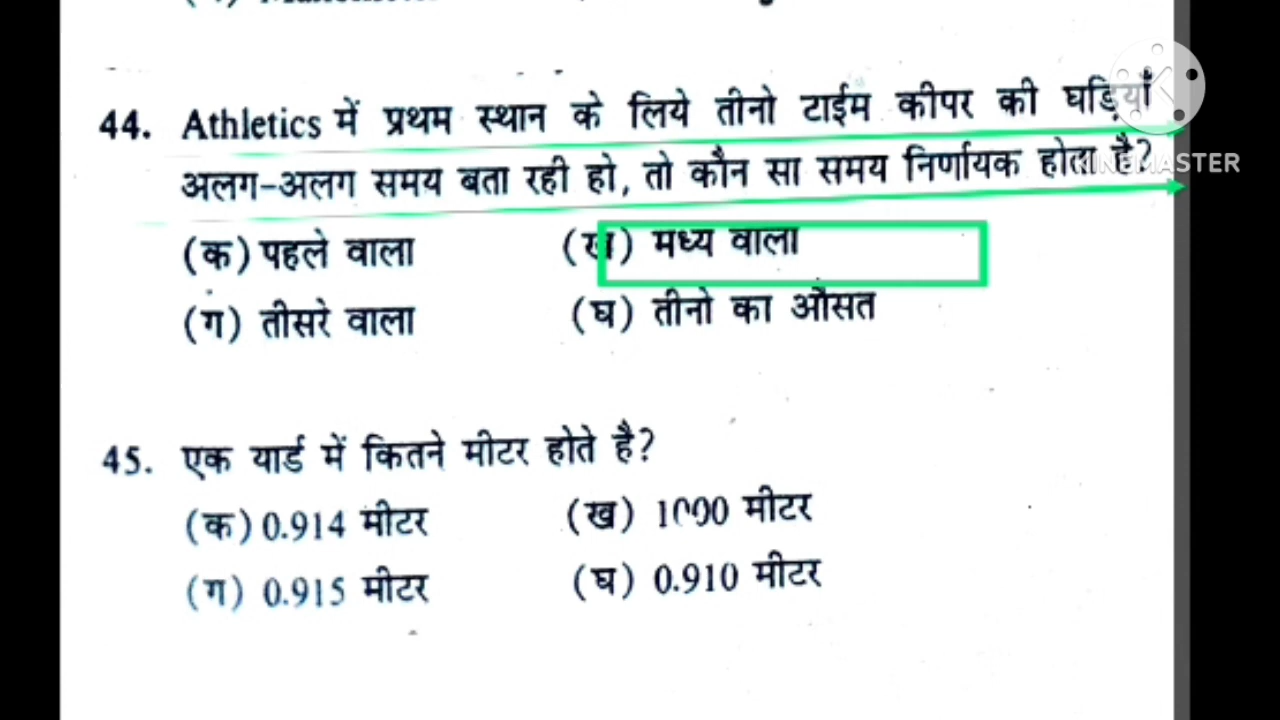 44. Athletics में प्रथम स्थान के लिये तीनो टाईम कीपर की घड़ियाँ
KINEMASTER
अलग-अलग समय बता रही हो, तो कौन सा समय निर्णायक होता है?
(क) पहले वाला (ख) मध्य वाला
(ग) तीसरे वाला (घ) तीनो का औसत
45. एक यार्ड में कितने मीटर होते है?
(क) 0.914 मीटर (ख) 1000 मीटर
(ग) 0.915 मीटर (घ) 0.910 मीटर